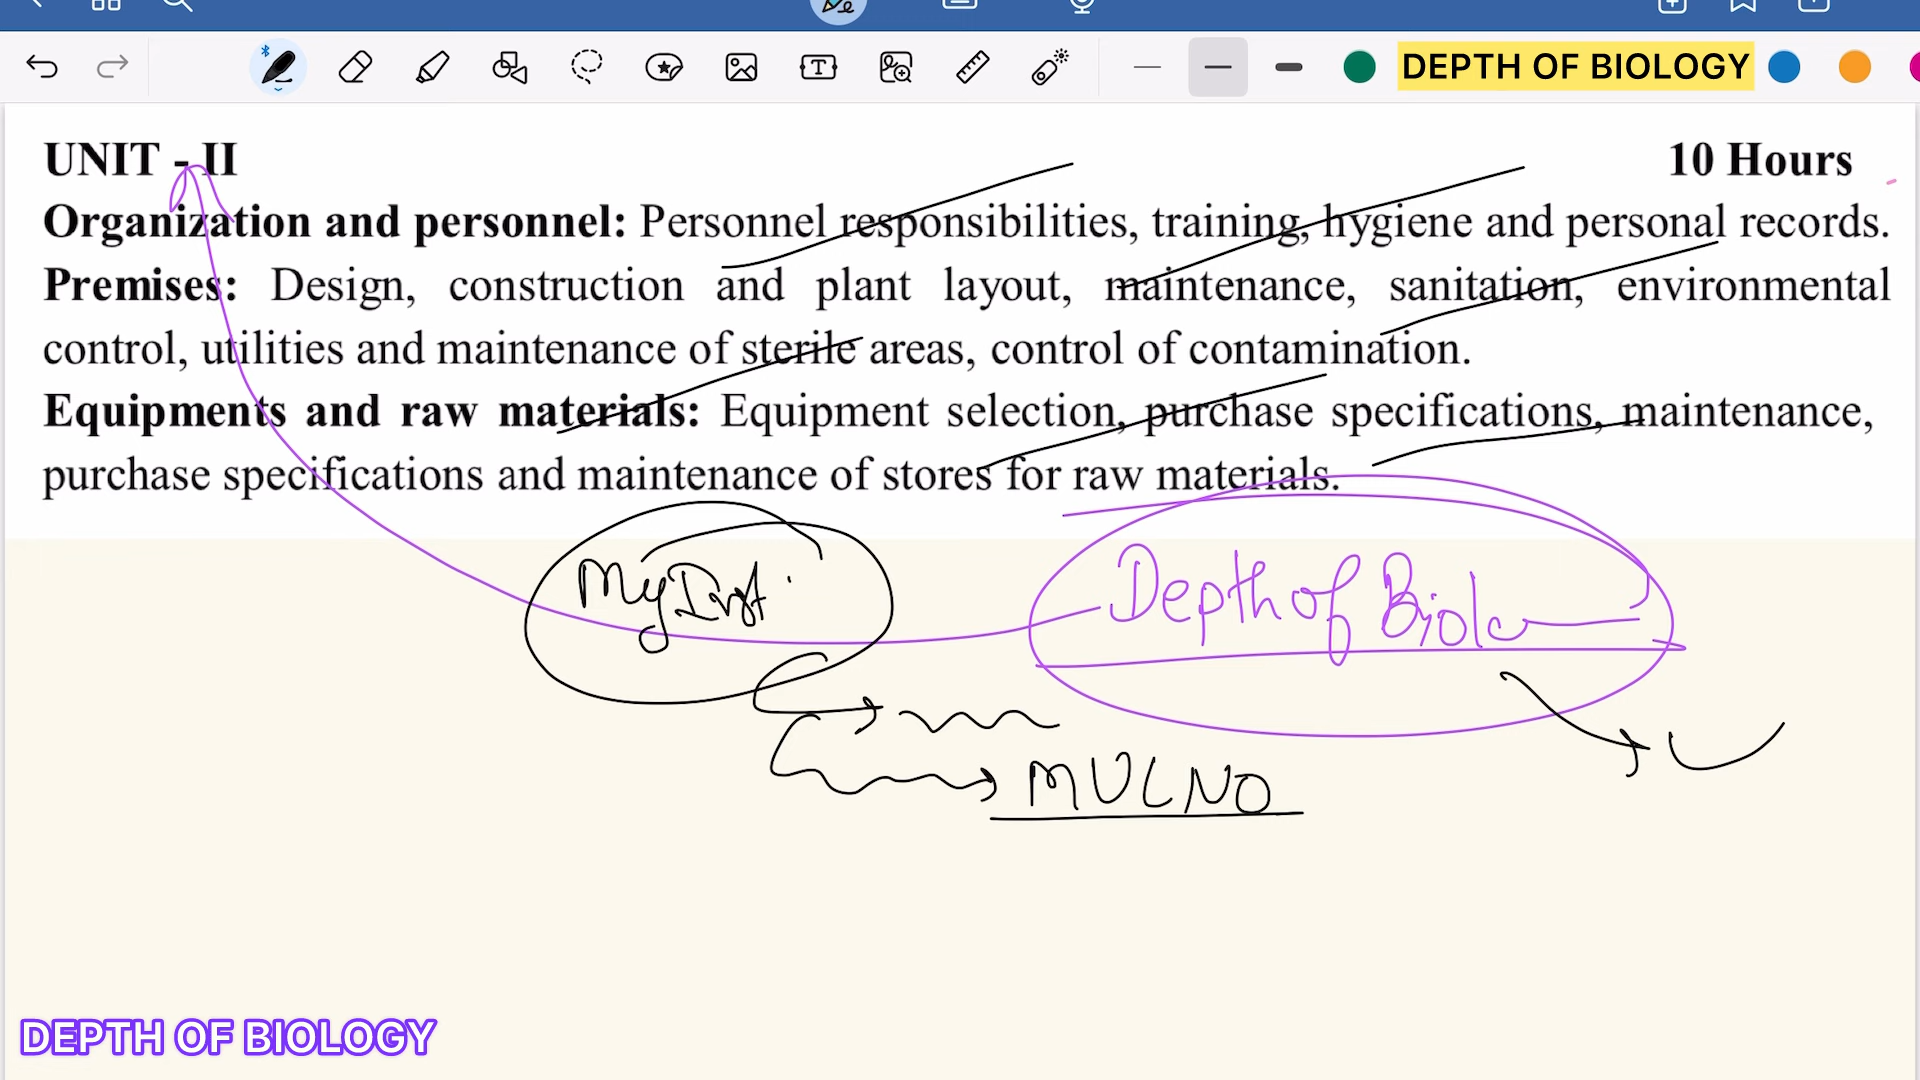 DEPTH OF BIOLOGY
UNIT - II 10 Hours
Organization and personnel: Personnel responsibilities, training, hygiene and personal records.
Premises: Design, construction and plant layout, maintenance, sanitation, environmental
control, utilities and maintenance of sterile areas, control of contamination.
Equipments and raw materials: Equipment selection, purchase specifications, maintenance,
purchase specifications and maintenance of stores for raw materials.
My
Depth of
DEPTH OF BIOLOGY